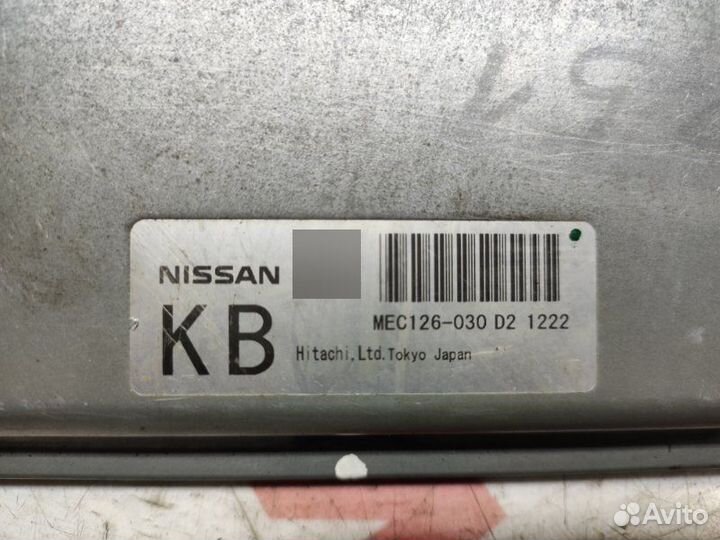 NISSAN
KB
MEC126-030 D2 1222
Hitachi,Ltd.Tokyo Japan
Avito